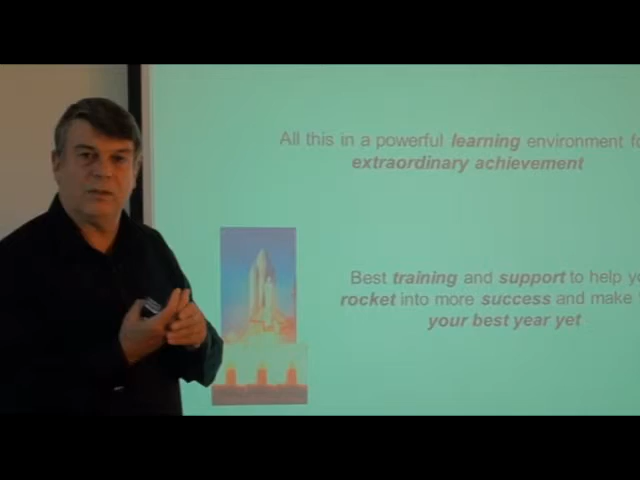 All this in a powerful learning environment fo
extraordinary achievement
Best training and support to help yo
rocket into more success and make
your best year yet